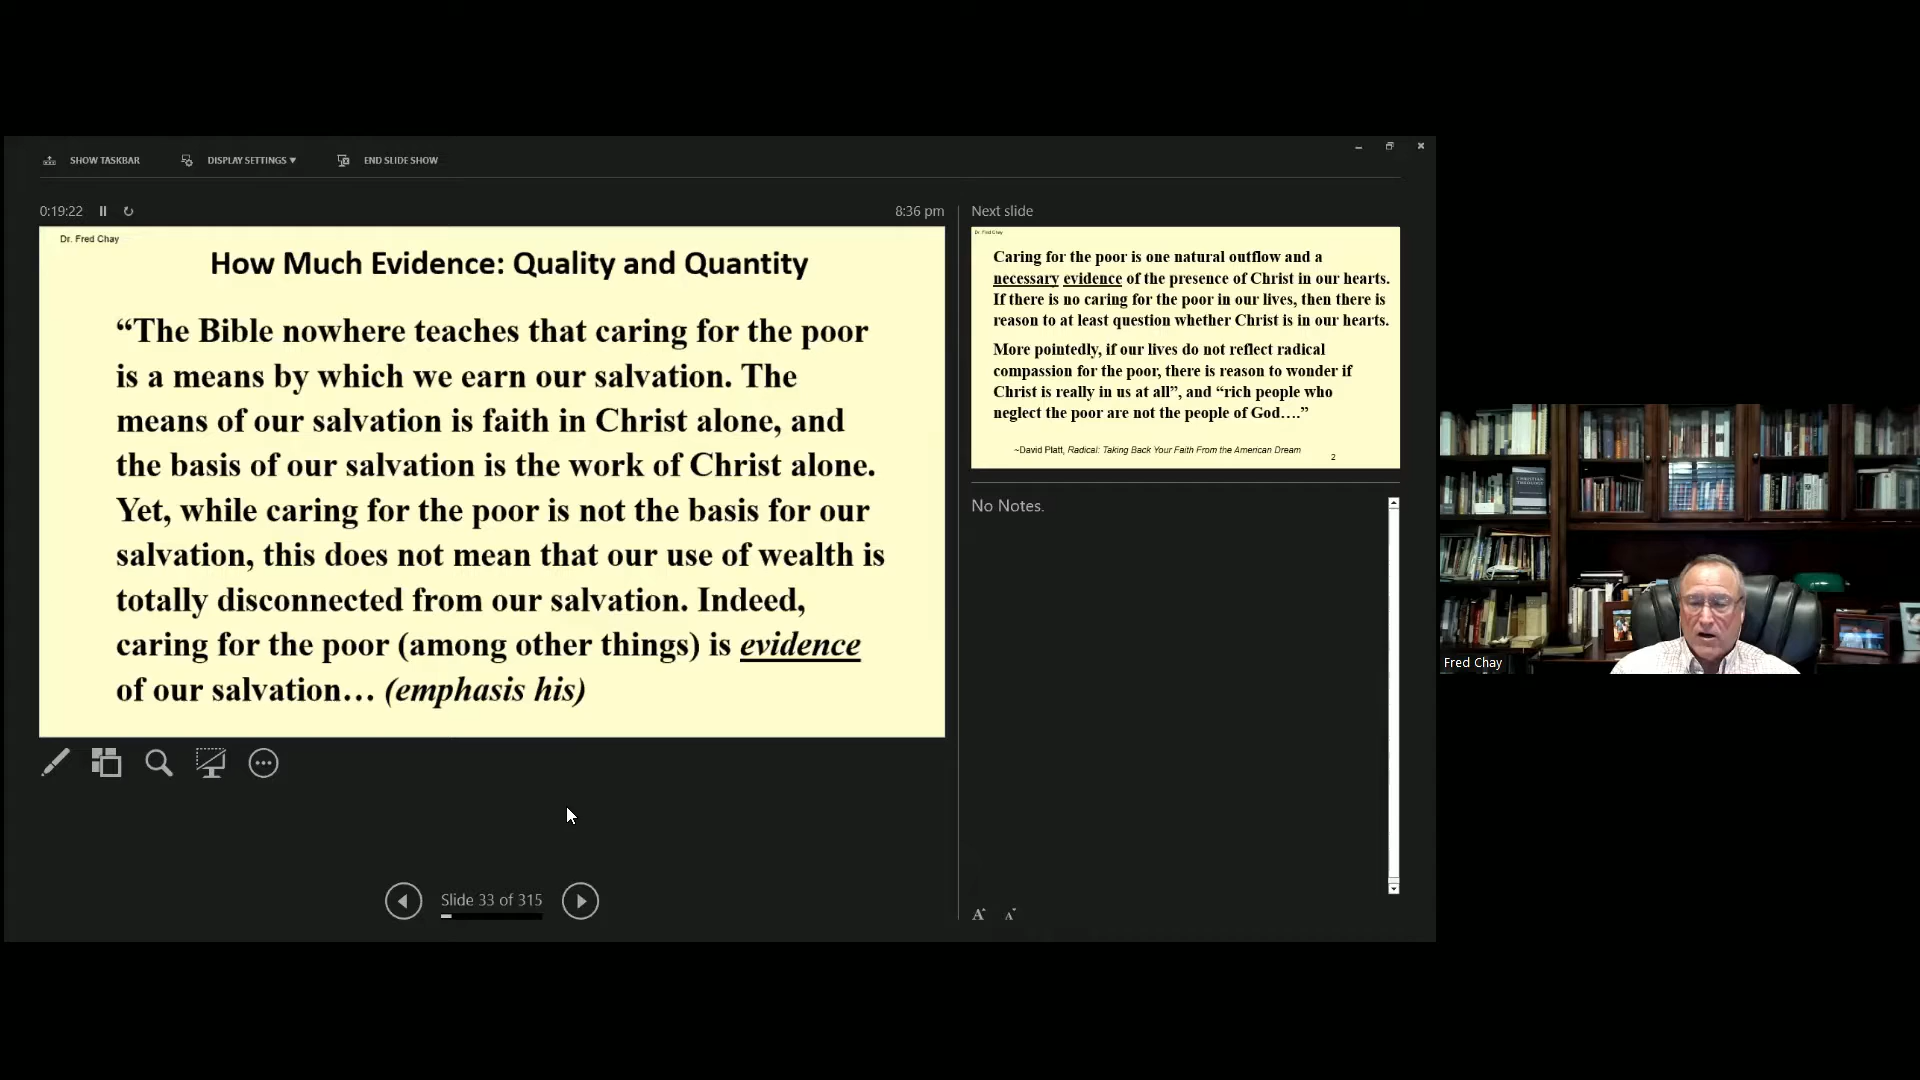 SHOW TASKBAR
DISPLAY SETTINGS ▼
END SLIDE SHOW
0:19:22
8:36 pm
Dr. Fred Chay
How Much Evidence: Quality and Quantity
“The Bible nowhere teaches that caring for the poor
is a means by which we earn our salvation. The
means of our salvation is faith in Christ alone, and
the basis of our salvation is the work of Christ alone.
Yet, while caring for the poor is not the basis for our
salvation, this does not mean that our use of wealth is
totally disconnected from our salvation. Indeed,
caring for the poor (among other things) is evidence
of our salvation… (emphasis his)
Slide 33 of 315
Next slide
Dr. Fred Chay
Caring for the poor is one natural outflow and a
necessary evidence of the presence of Christ in our hearts.
If there is no caring for the poor in our lives, then there is
reason to at least question whether Christ is in our hearts.
More pointedly, if our lives do not reflect radical
compassion for the poor, there is reason to wonder if
Christ is really in us at all”, and “rich people who
neglect the poor are not the people of God….”
~David Platt, Radical: Taking Back Your Faith From the American Dream
2
No Notes.
A A
CHRISTIAN
THEOLOGY
Fred Chay